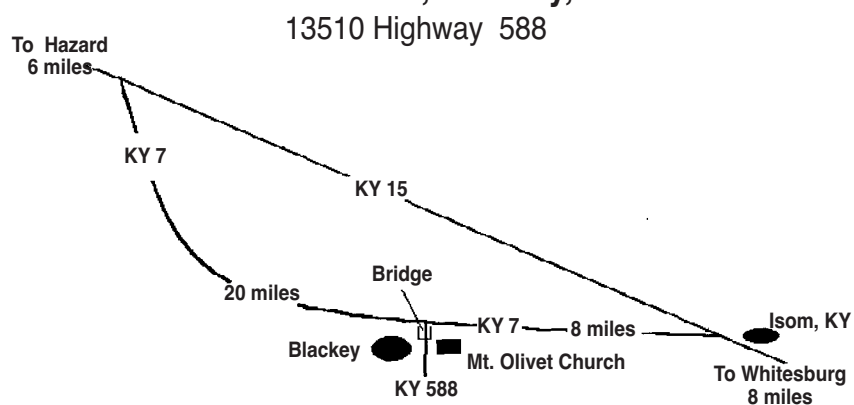 13510 Highway 588
To Hazard
6 miles
KY 7
KY 15
Bridge
20 miles
KY 7
8 miles
Isom, KY
Blackey
Mt. Olivet Church
KY 588
To Whitesburg
8 miles